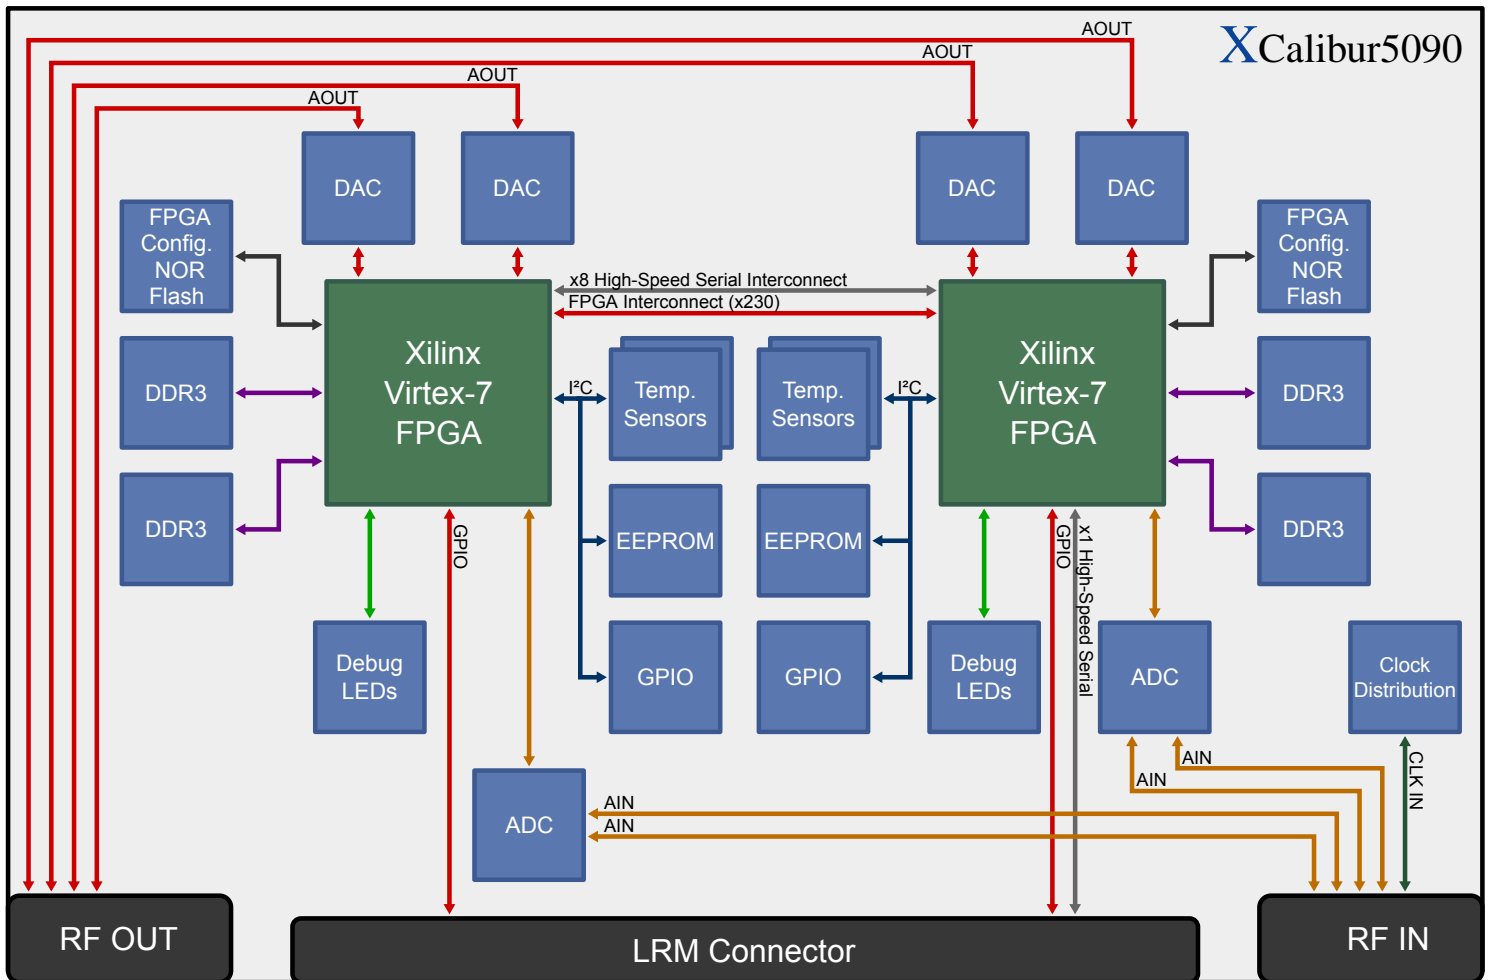 AOUT
XCalibur5090
AOUT
AOUT
AOUT
DAC
DAC
DAC
DAC
FPGA
Config.
NOR
Flash
FPGA
Config.
NOR
Flash
x8 High-Speed Serial Interconnect
FPGA Interconnect (x230)
Xilinx
Virtex-7
FPGA
Xilinx
Virtex-7
FPGA
DDR3
I²C
Temp.
Sensors
Temp.
Sensors
I²C
DDR3
DDR3
GPIO
EEPROM
EEPROM
GPIO
x1 High-Speed Serial
DDR3
Debug
LEDs
GPIO
GPIO
Debug
LEDs
ADC
Clock
Distribution
AIN
AIN
CLK IN
ADC
AIN
AIN
RF OUT
LRM Connector
RF IN